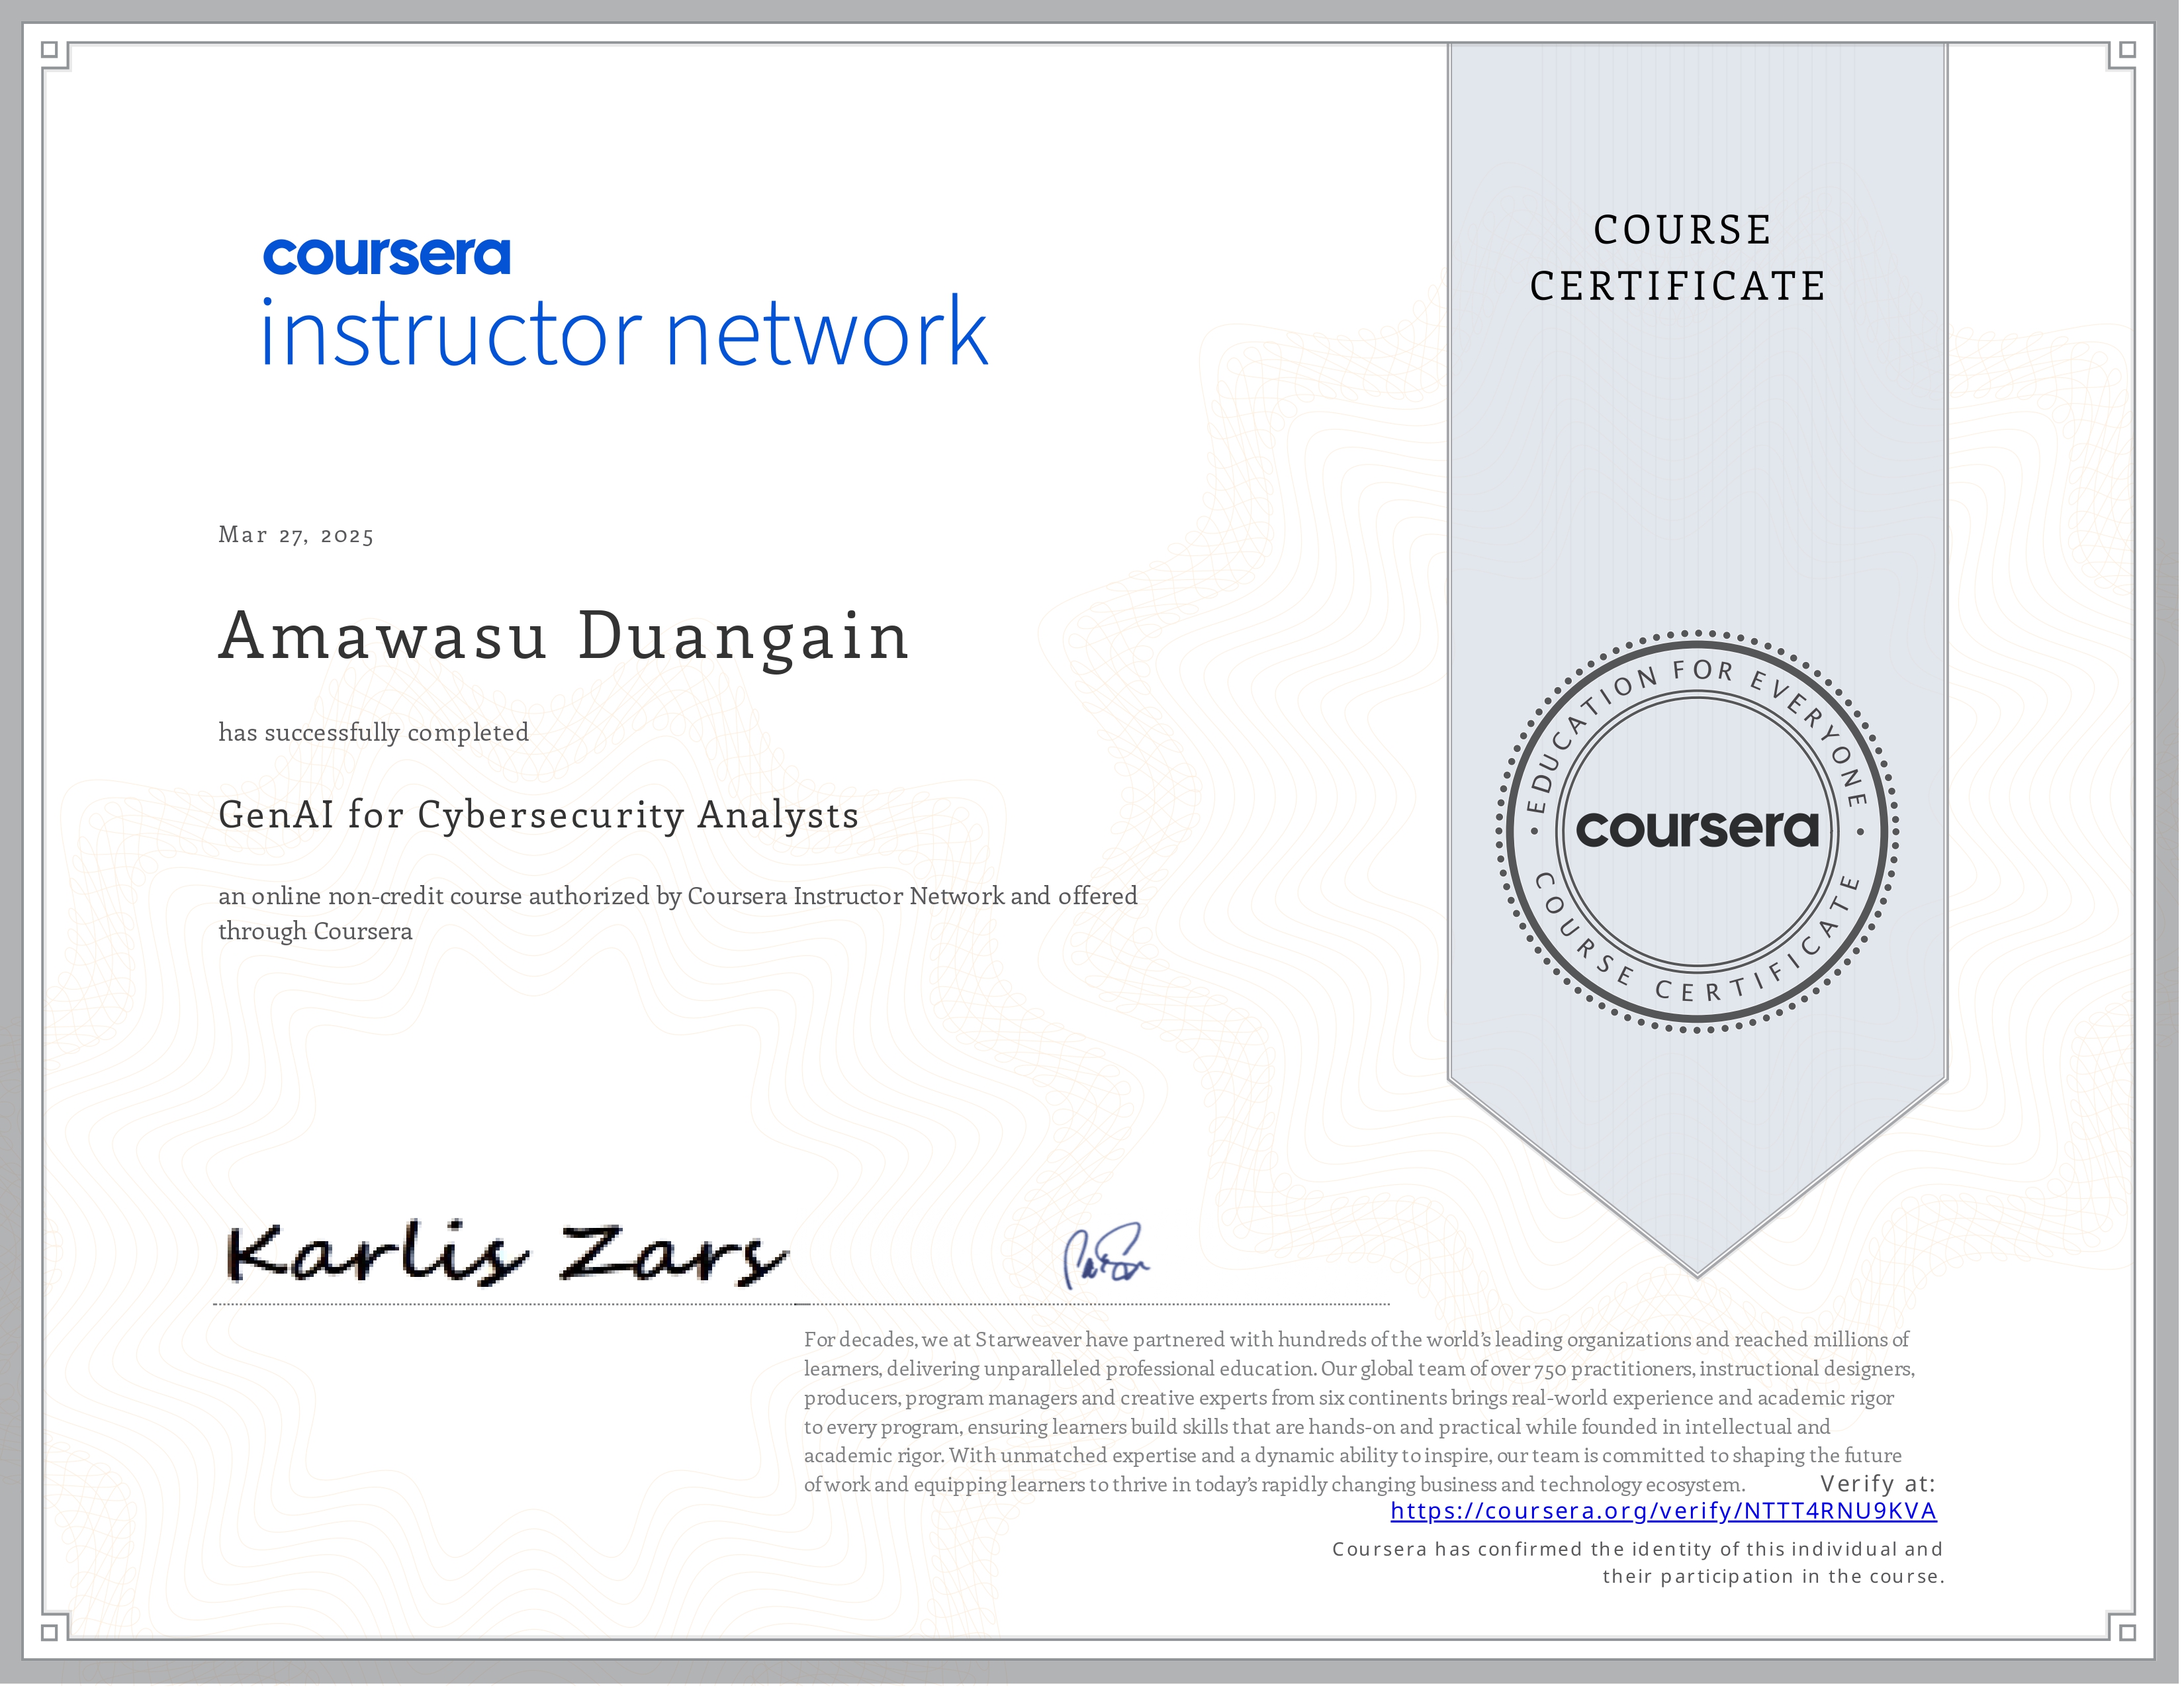 coursera
instructor network
COURSE
CERTIFICATE
Mar 27, 2025
Amawasu Duangain
has successfully completed
GenAI for Cybersecurity Analysts
an online non-credit course authorized by Coursera Instructor Network and offered
through Coursera
EDUCATION FOR EVERYONE
coursera
COURSE CERTIFICATE
Karlis Zars
For decades, we at Starweaver have partnered with hundreds of the world's leading organizations and reached millions of
learners, delivering unparalleled professional education. Our global team of over 750 practitioners, instructional designers,
producers, program managers and creative experts from six continents brings real-world experience and academic rigor
to every program, ensuring learners build skills that are hands-on and practical while founded in intellectual and
academic rigor. With unmatched expertise and a dynamic ability to inspire, our team is committed to shaping the future
of work and equipping learners to thrive in today's rapidly changing business and technology ecosystem.
Verify at:
https://coursera.org/verify/NTTT4RNU9KVA
Coursera has confirmed the identity of this individual and
their participation in the course.